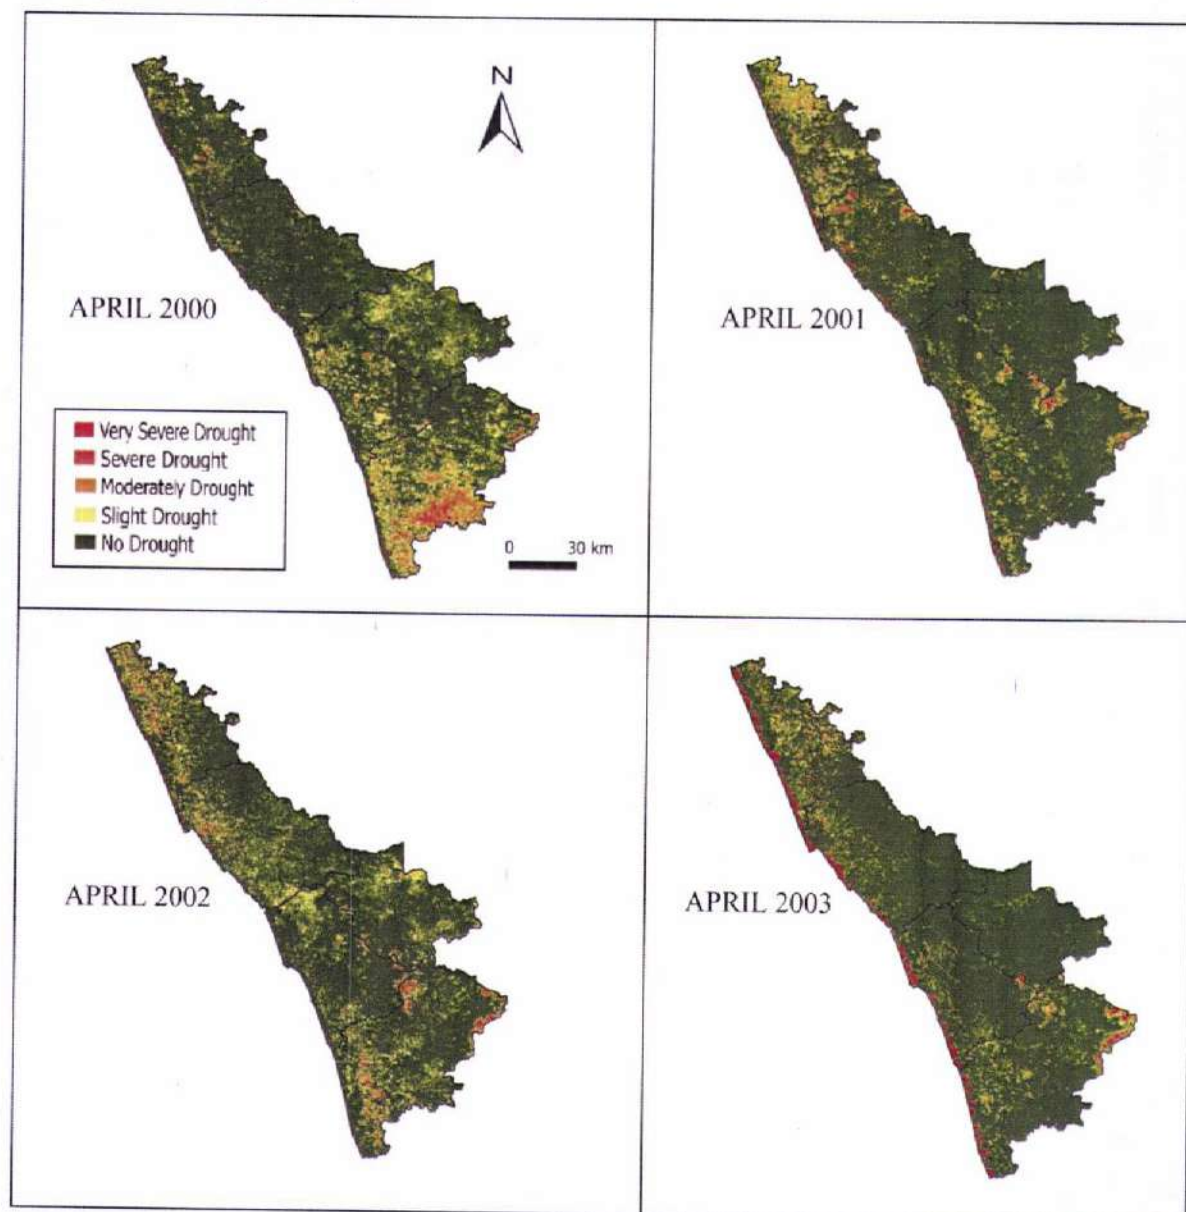 N
APRIL 2000
Very Severe Drought
Severe Drought
Moderately Drought
Slight Drought
No Drought
0 30 km
APRIL 2001
APRIL 2002
APRIL 2003